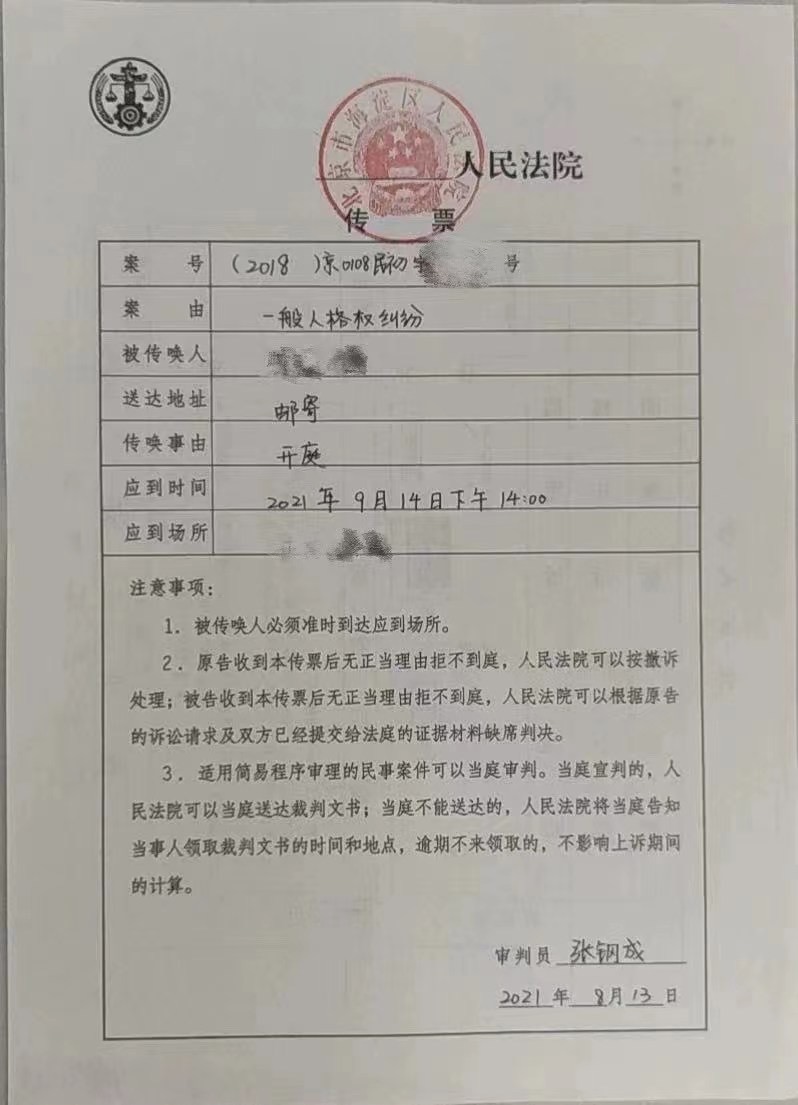 北京市海淀区人民法院
人民法院
传 票
案 号 (2018 )京0108民初字 号
案 由 一般人格权纠纷
被传唤人
送达地址 邮寄
传唤事由 开庭
应到时间 2021年 9月14日下午14:00
应到场所
注意事项：
1．被传唤人必须准时到达应到场所。
2．原告收到本传票后无正当理由拒不到庭，人民法院可以按撤诉
处理；被告收到本传票后无正当理由拒不到庭，人民法院可以根据原告
的诉讼请求及双方已经提交给法庭的证据材料缺席判决。
3．适用简易程序审理的民事案件可以当庭审判。当庭宣判的，人
民法院可以当庭送达裁判文书；当庭不能送达的，人民法院将当庭告知
当事人领取裁判文书的时间和地点，逾期不来领取的，不影响上诉期间
的计算。
审判员 张钢成
2021 年 8月 13 日